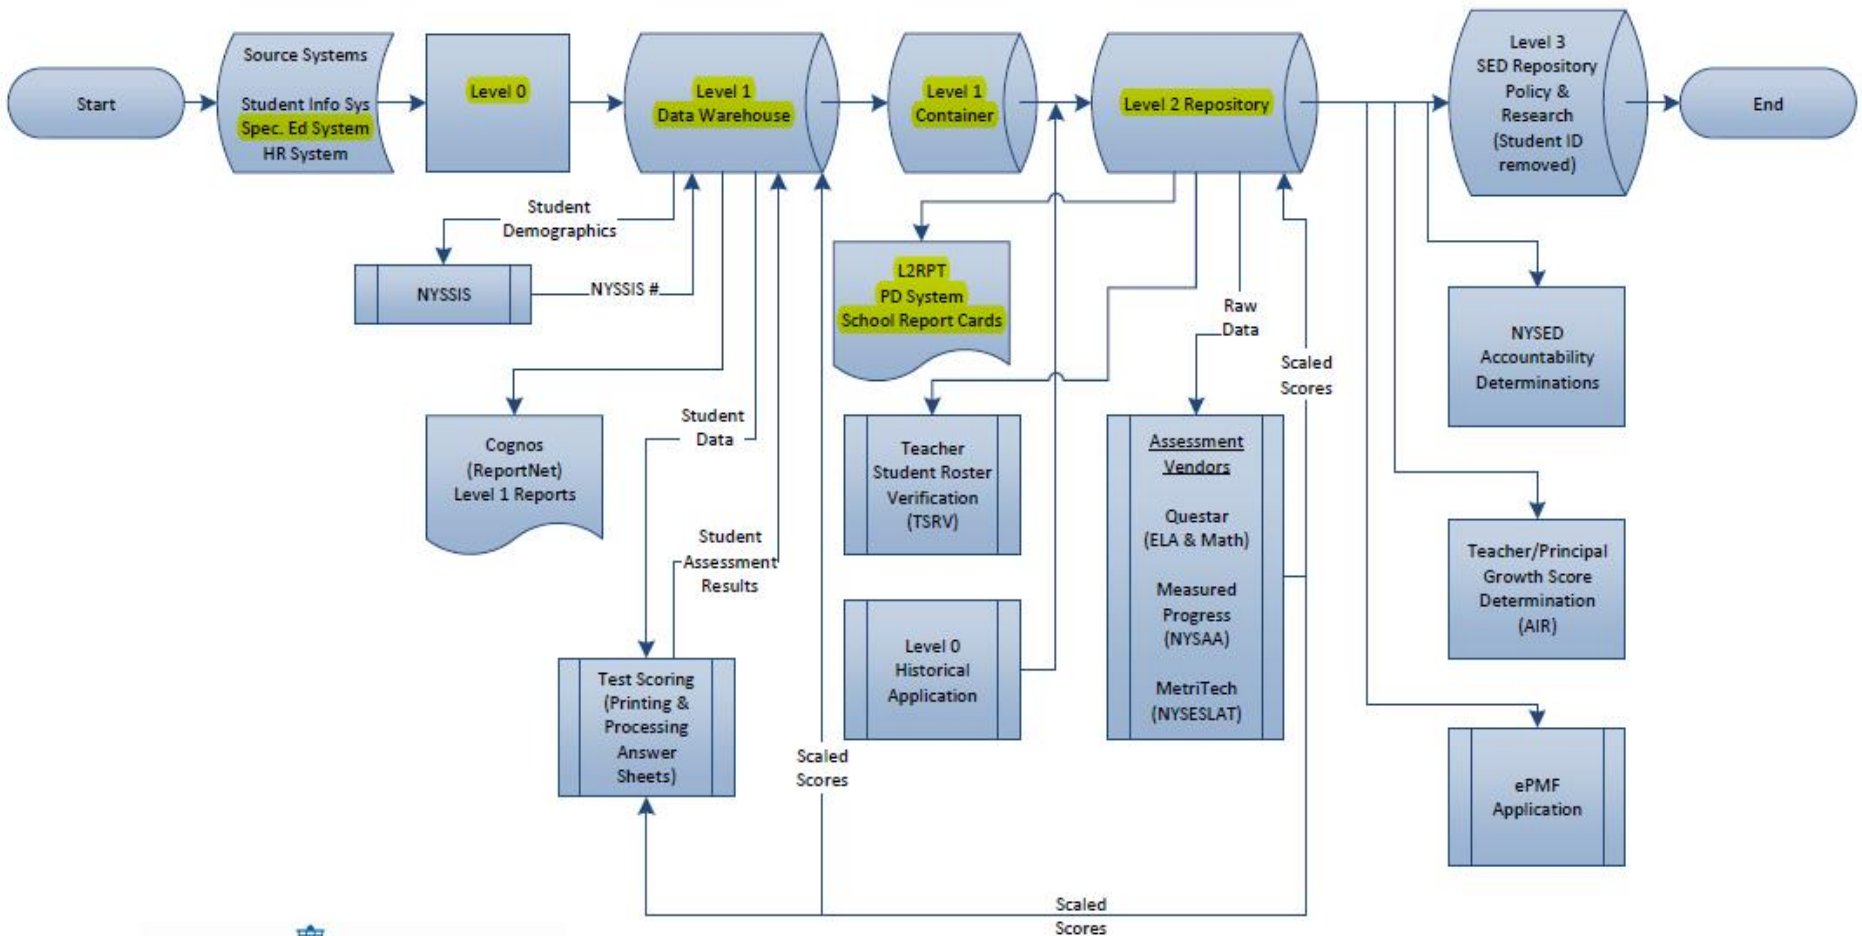 Start
Source Systems
Student Info Sys
Spec. Ed System
HR System
Level 0
Level 1
Data Warehouse
Level 1
Container
Level 2 Repository
Level 3
SED Repository
Policy &
Research
(Student ID
removed)
End
Student
Demographics
NYSSIS
NYSSIS #
L2RPT
PD System
School Report Cards
Raw
Data
Scaled
Scores
NYSED
Accountability
Determinations
Cognos
(ReportNet)
Level 1 Reports
Student
Data
Teacher
Student Roster
Verification
(TSRV)
Assessment
Vendors
Questar
(ELA & Math)
Measured
Progress
(NYSAA)
MetriTech
(NYSESLAT)
Student
Assessment
Results
Teacher/Principal
Growth Score
Determination
(AIR)
Test Scoring
(Printing &
Processing
Answer
Sheets)
Level 0
Historical
Application
Scaled
Scores
ePMF
Application
Scaled
Scores